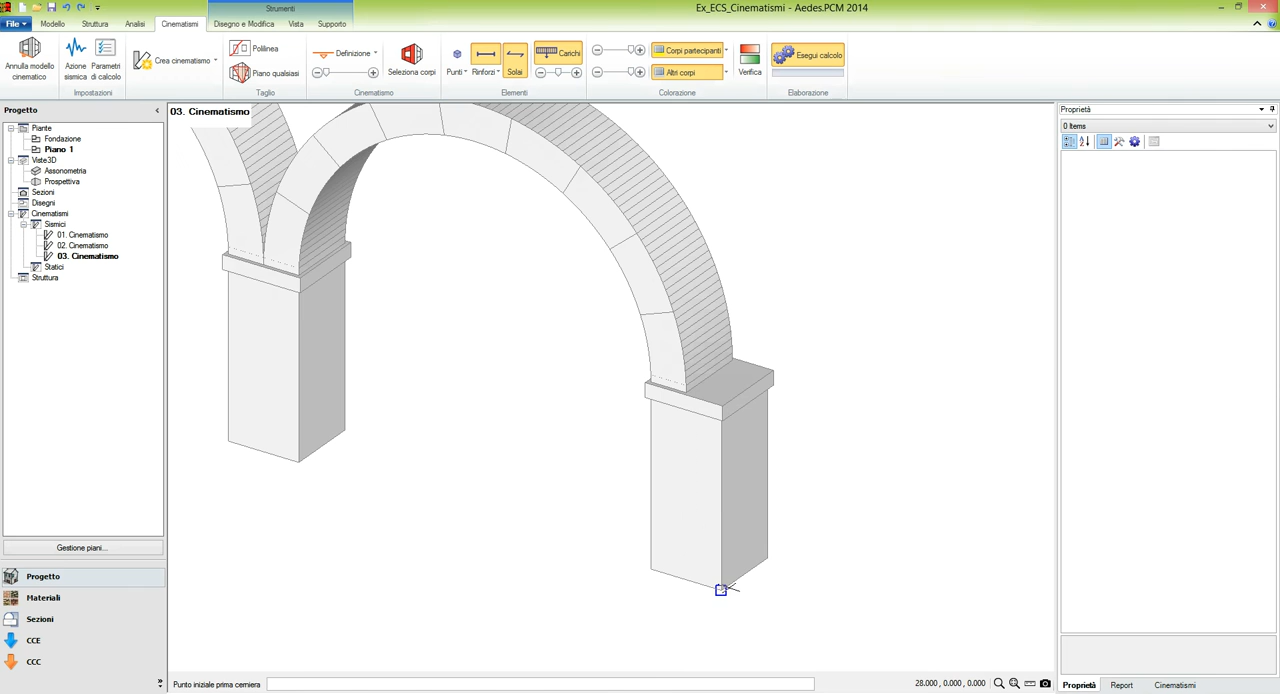 Strumenti
Ex_ECS_Cinematismi - Aedes.PCM 2014
File Modello Struttura Analisi Cinematismi Disegno e Modifica Vista Supporto
Annulla modello cinematico
Azione sismica
Parametri di calcolo
Impostazioni
Crea cinematismo
Polilinea
Piano qualsiasi
Taglio
Definizione
Seleziona corpi
Cinematismo
Punti
Rinforzi
Solai
Carichi
Elementi
Corpi partecipanti
Altri corpi
Colorazione
Verifica
Esegui calcolo
Elaborazione
Progetto
Piante
Fondazione
Piano 1
Viste3D
Assonometria
Prospettiva
Sezioni
Disegni
Cinematismi
Sismici
01. Cinematismo
02. Cinematismo
03. Cinematismo
Statici
Struttura
Gestione piani...
Progetto
Materiali
Sezioni
CCE
CCC
03. Cinematismo
Punto iniziale prima cerniera
28.000 , 0.000 , 0.000
Proprietà
0 Items
Proprietà Report Cinematismi